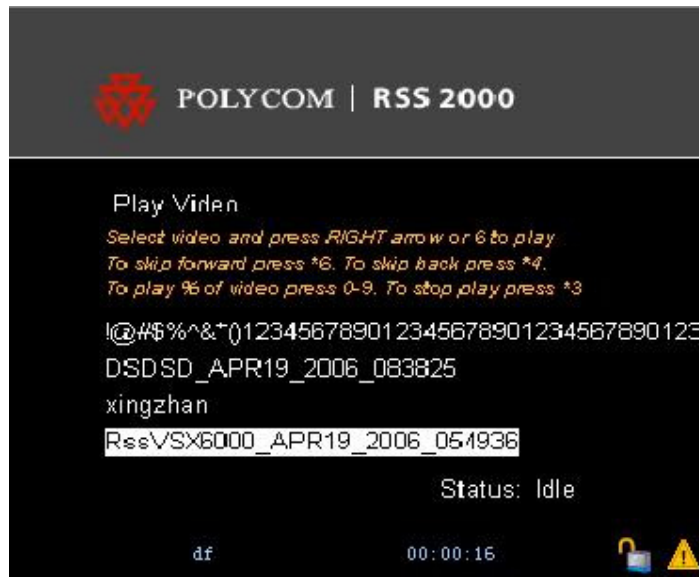 POLYCOM | RSS 2000
Play Video
Select video and press RIGHT arrow or 6 to play
To skip forward press *6. To skip back press *4.
To play % of video press 0-9. To stop play press *3
!@#$%^&*()123456789012345678901234567890123
DSDSD_APR19_2006_083825
xingzhan
RssVSX6000_APR19_2006_054936
Status: Idle
df 00:00:16